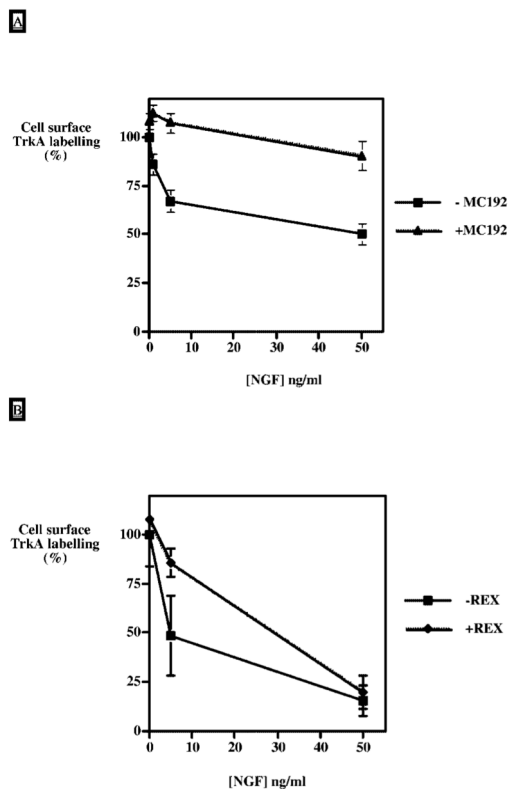 A
Cell surface
TrkA labelling
(%)
100
75
50
25
0
0 10 20 30 40 50
[NGF] ng/ml
- MC192
+MC192
B
Cell surface
TrkA labelling
(%)
100
75
50
25
0
0 10 20 30 40 50
[NGF] ng/ml
-REX
+REX